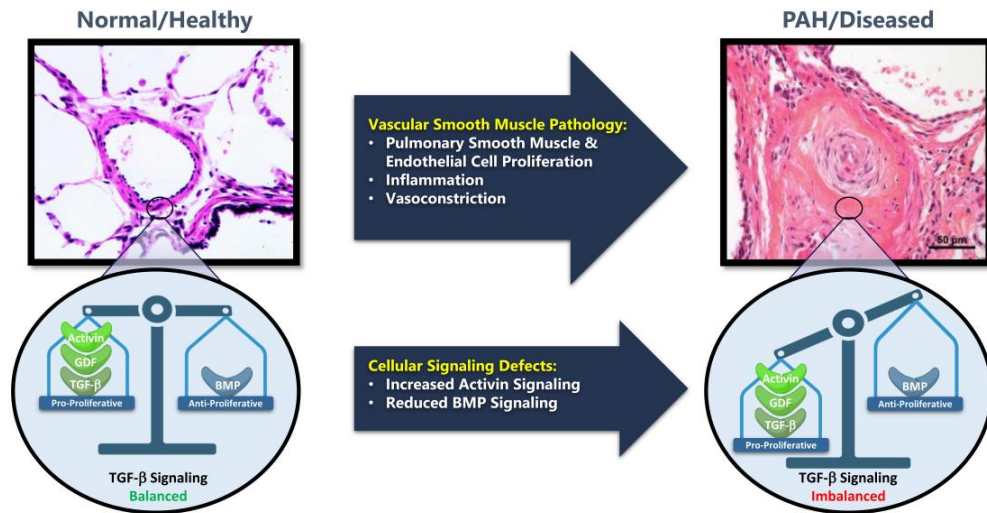 Normal/Healthy
PAH/Diseased
Vascular Smooth Muscle Pathology:
• Pulmonary Smooth Muscle &
Endothelial Cell Proliferation
• Inflammation
• Vasoconstriction
50 μm
Activin
GDF
TGF-β
Pro-Proliferative
BMP
Anti-Proliferative
TGF-β Signaling
Balanced
Cellular Signaling Defects:
• Increased Activin Signaling
• Reduced BMP Signaling
Activin
GDF
TGF-β
Pro-Proliferative
BMP
Anti-Proliferative
TGF-β Signaling
Imbalanced